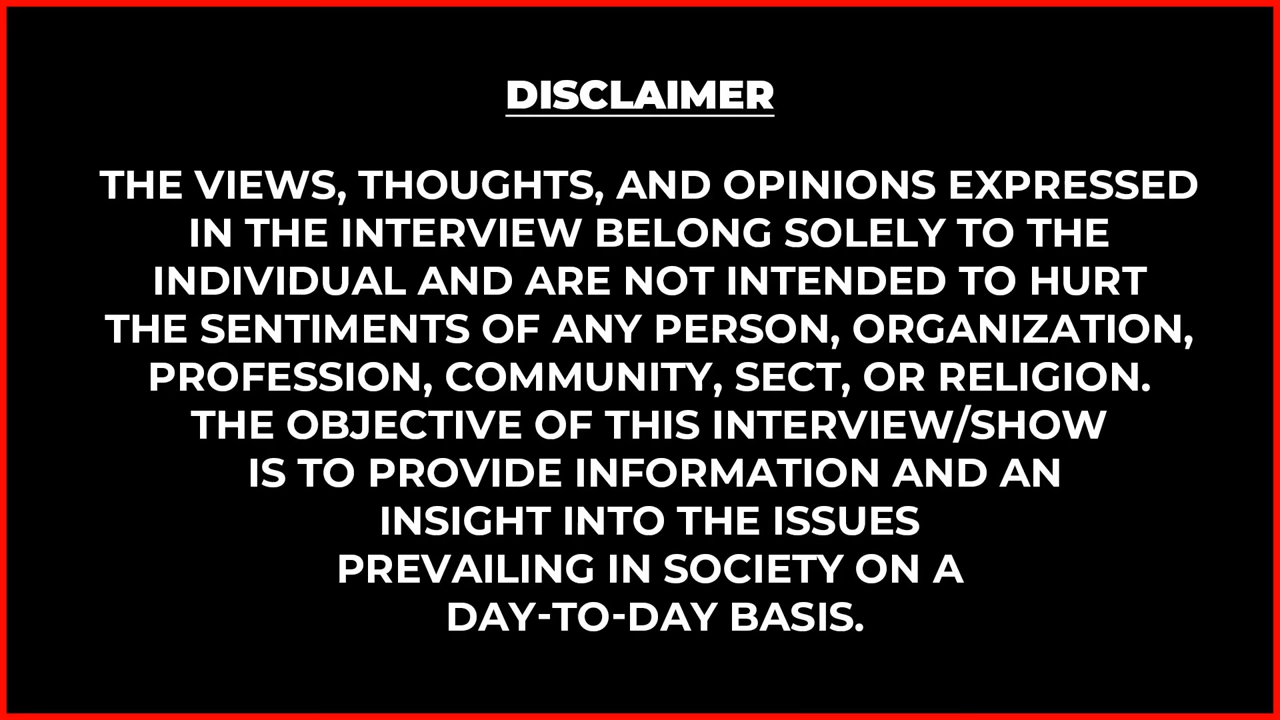 DISCLAIMER
THE VIEWS, THOUGHTS, AND OPINIONS EXPRESSED
IN THE INTERVIEW BELONG SOLELY TO THE
INDIVIDUAL AND ARE NOT INTENDED TO HURT
THE SENTIMENTS OF ANY PERSON, ORGANIZATION,
PROFESSION, COMMUNITY, SECT, OR RELIGION.
THE OBJECTIVE OF THIS INTERVIEW/SHOW
IS TO PROVIDE INFORMATION AND AN
INSIGHT INTO THE ISSUES
PREVAILING IN SOCIETY ON A
DAY-TO-DAY BASIS.